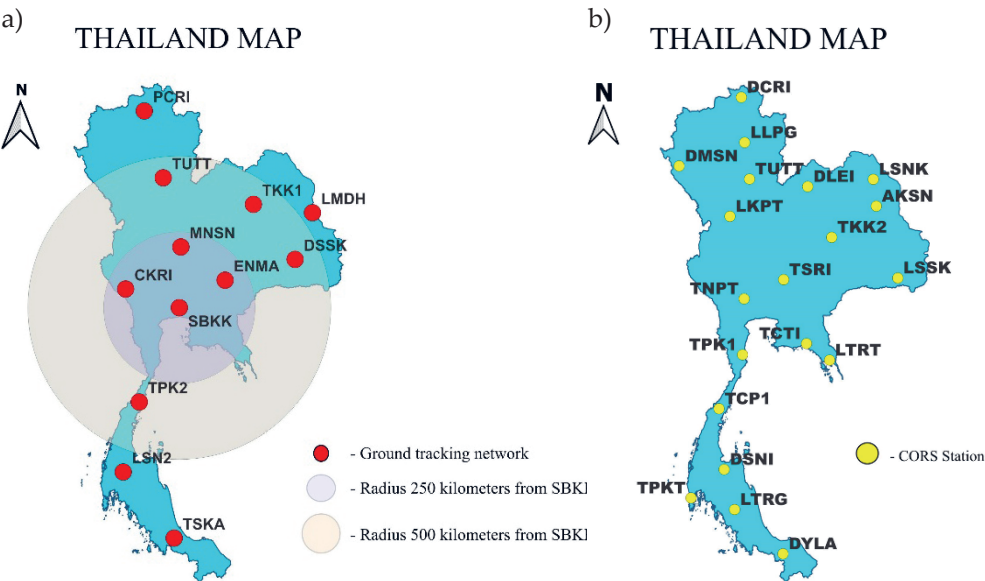 a)
THAILAND MAP
N
PCRI
TUTT
TKK1
LMDH
MNSN
DSSK
ENMA
CKRI
SBKK
TPK2
LSN2
TSKA
- Ground tracking network
- Radius 250 kilometers from SBKI
- Radius 500 kilometers from SBKI
b)
THAILAND MAP
N
DCRI
LLPG
DMSN
TUTT
DLEI
LSNK
AKSN
LKPT
TKK2
TSRI
LSSK
TNPT
TCTI
TPK1
LTRT
TCP1
DSNI
TPKT
LTRG
DYLA
- CORS Station